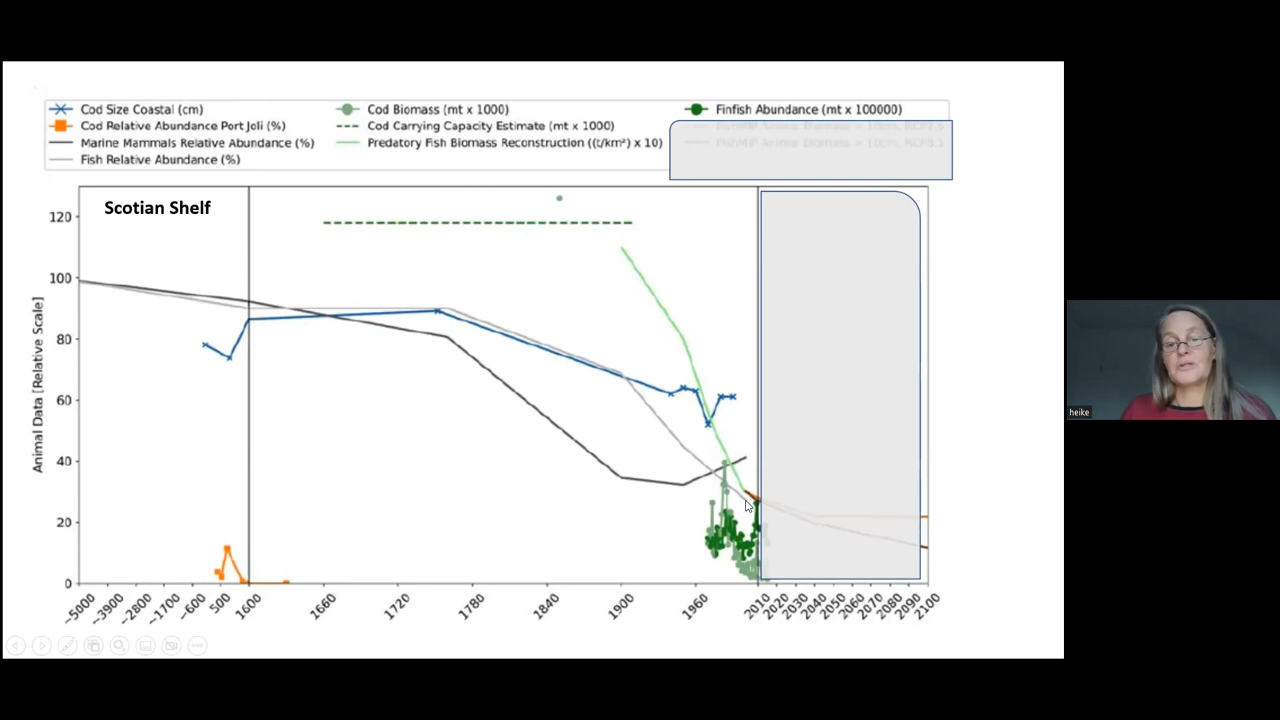 Cod Size Coastal (cm) Cod Biomass (mt x 1000) Finfish Abundance (mt x 100000)
Cod Relative Abundance Port Joli (%) Cod Carrying Capacity Estimate (mt x 1000)
Marine Mammals Relative Abundance (%) Predatory Fish Biomass Reconstruction ((t/km²) x 10)
Fish Relative Abundance (%)
Scotian Shelf
Animal Data [Relative Scale]
120
100
80
60
40
20
0
~5000 ~3900 ~2800 ~1700 ~600 500 1600 1660 1720 1780 1840 1900 1960 2010 2020 2030 2040 2050 2060 2070 2080 2090 2100
heike